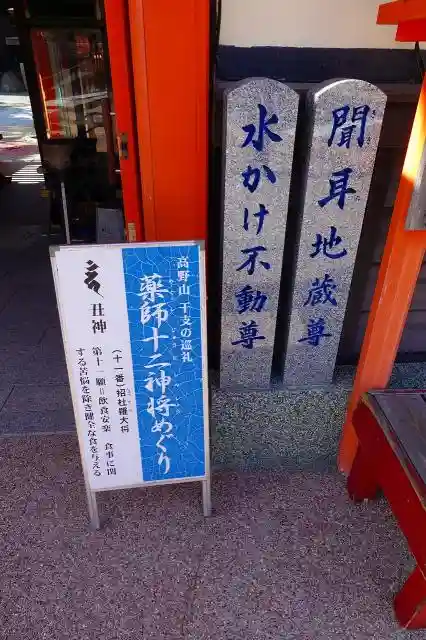 聞き耳地蔵尊
水かけ不動尊
高野山 干支の巡礼
薬師十二神将めぐり
丑神
(十一番)招杜羅大将
第十一願=飲食安楽 食事に関
する苦悩を除き健全な食を与える